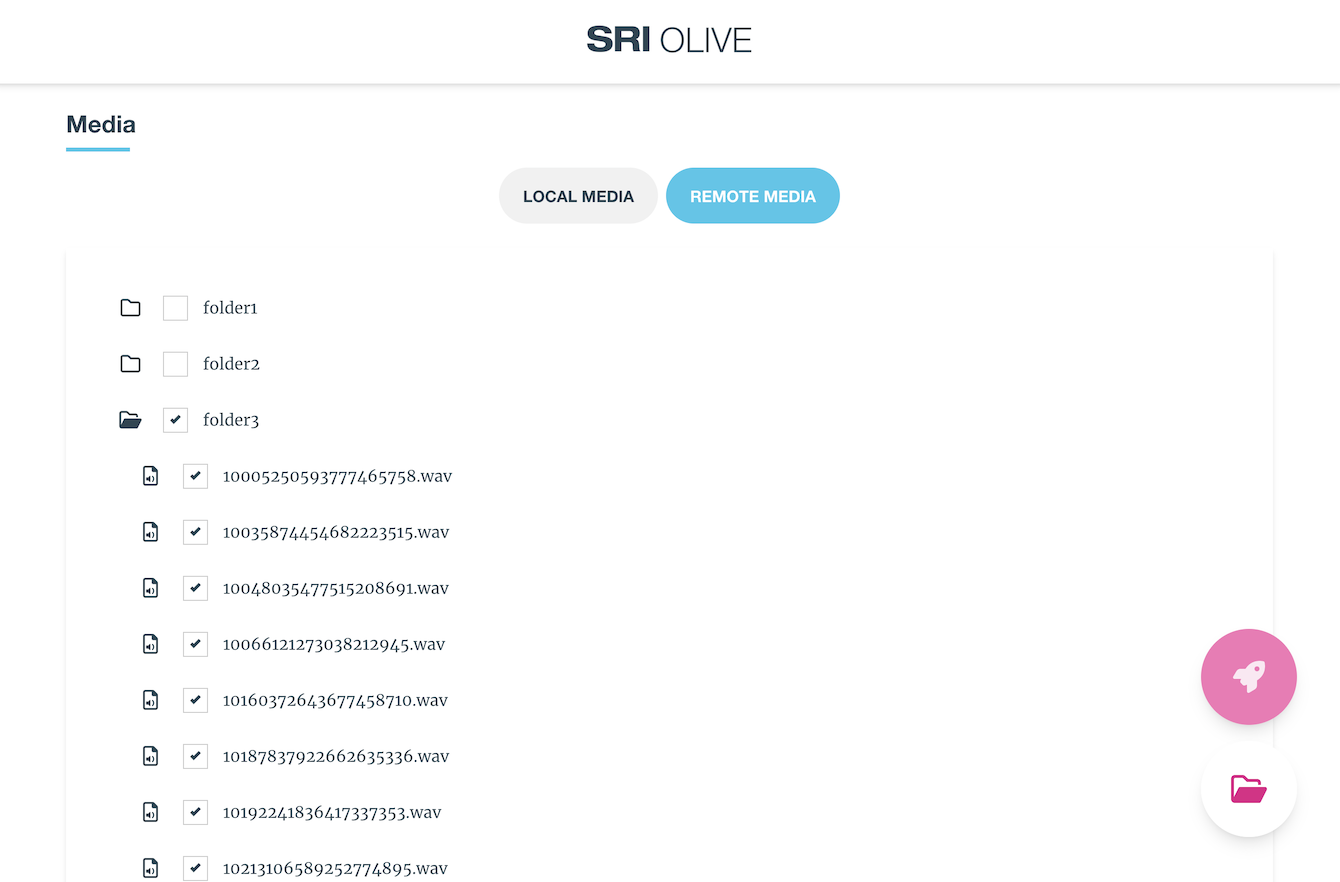 SRI OLIVE
Media
LOCAL MEDIA
REMOTE MEDIA
folder1
folder2
folder3
10005250593777465758.wav
10035874454682223515.wav
10048035477515208691.wav
10066121273038212945.wav
10160372643677458710.wav
10187837922662635336.wav
10192241836417337353.wav
10213106589252774895.wav